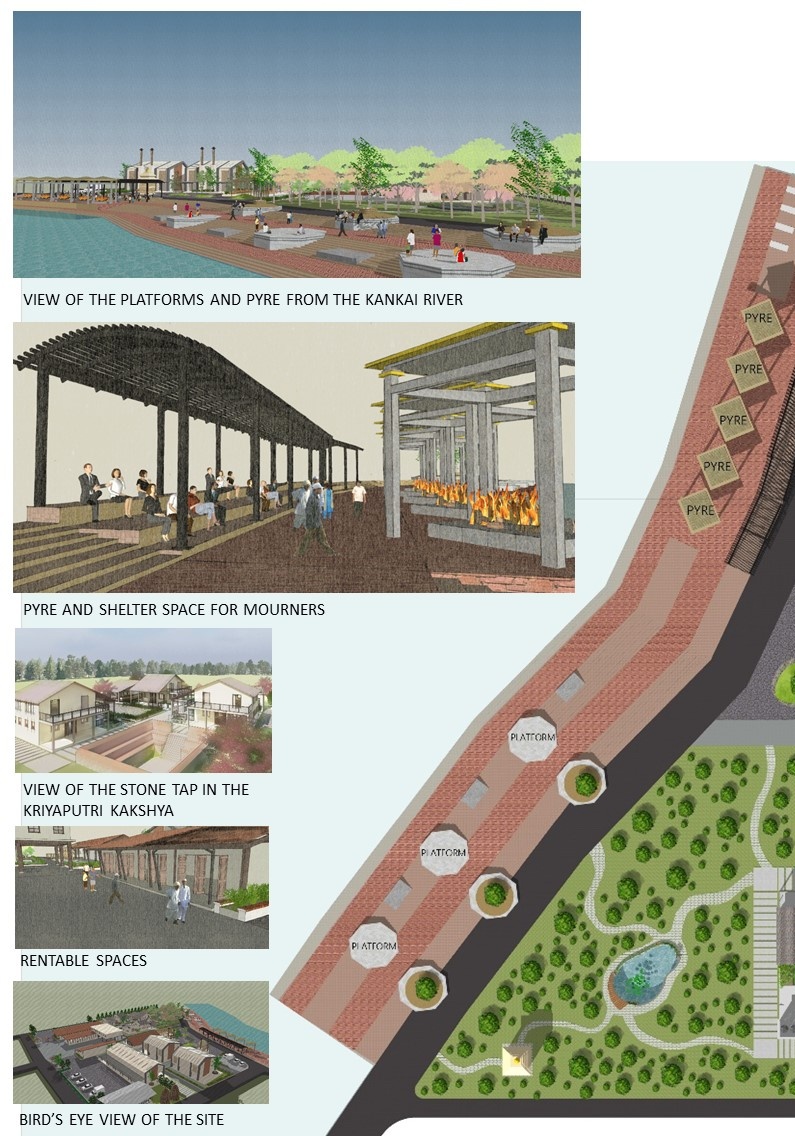 VIEW OF THE PLATFORMS AND PYRE FROM THE KANKAI RIVER
PYRE AND SHELTER SPACE FOR MOURNERS
VIEW OF THE STONE TAP IN THE
KRIYAPUTRI KAKSHYA
RENTABLE SPACES
BIRD'S EYE VIEW OF THE SITE
PYRE
PYRE
PYRE
PYRE
PYRE
PLATFORM
PLATFORM
PLATFORM